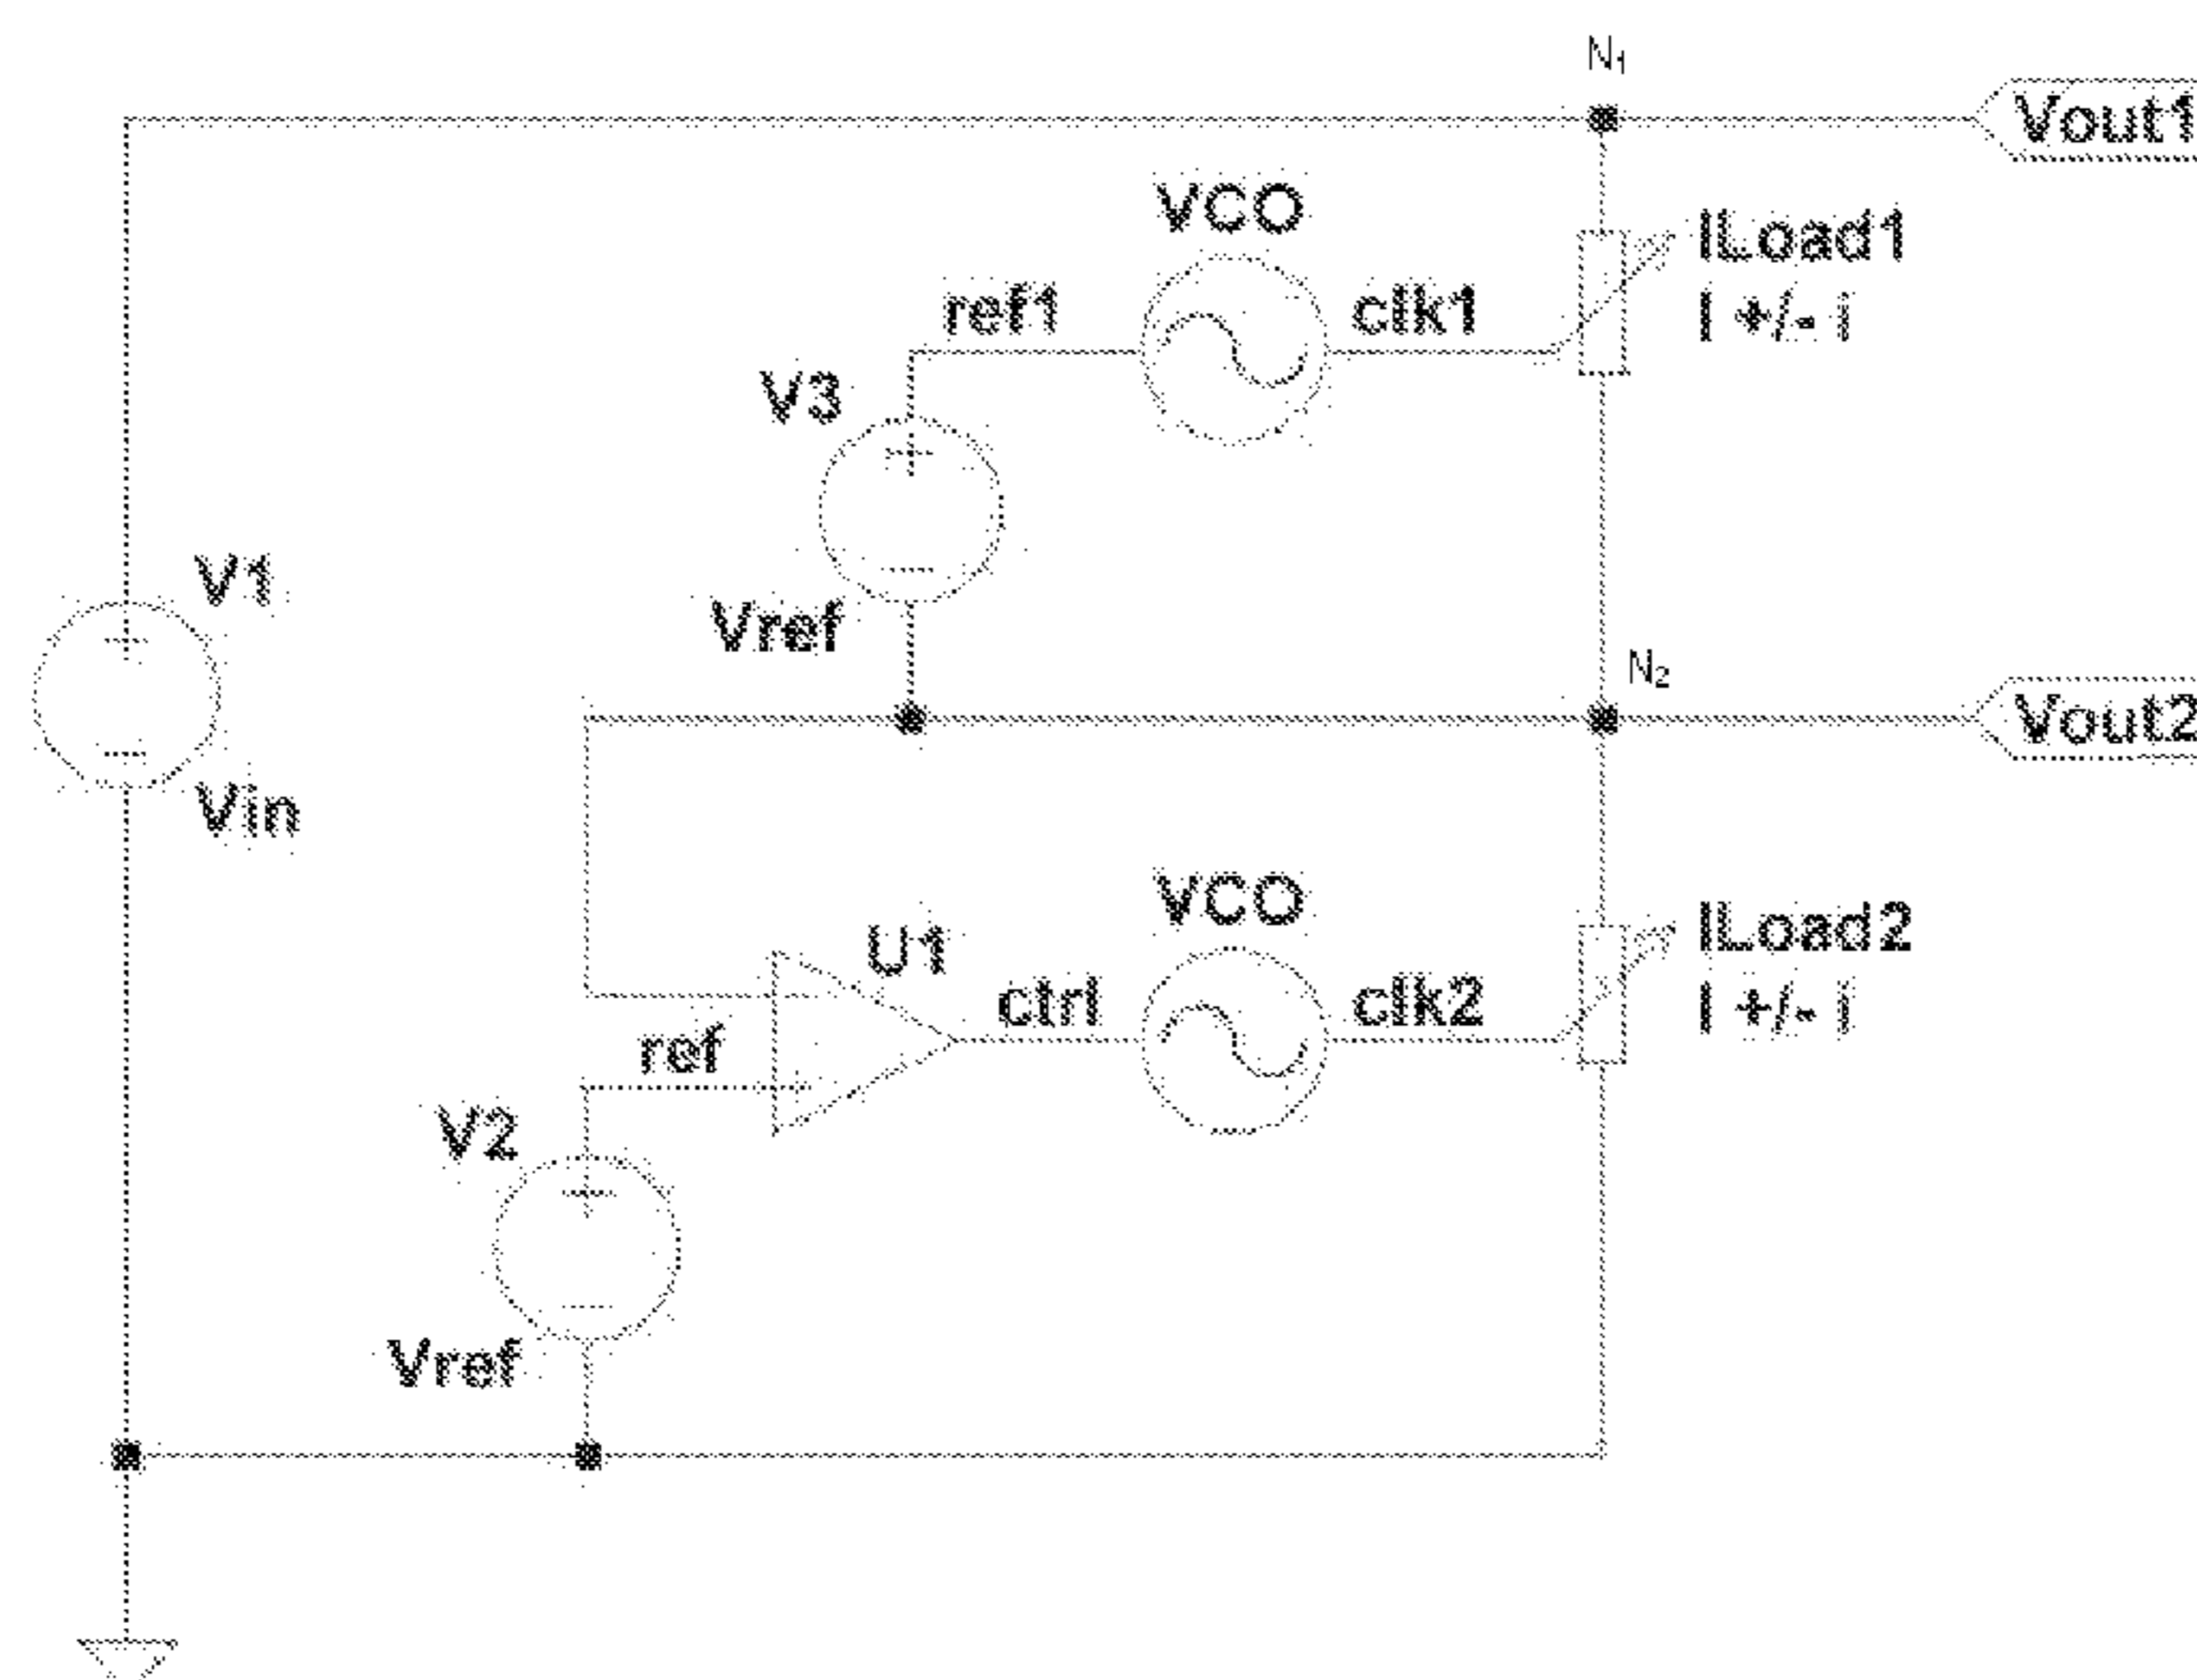 N₁
Vout1
VCO
ILoad1
I +/- i
ref1
clk1
V3
V1
Vref
N₂
Vout2
Vin
VCO
ILoad2
I +/- i
U1
ctrl
clk2
ref
V2
Vref